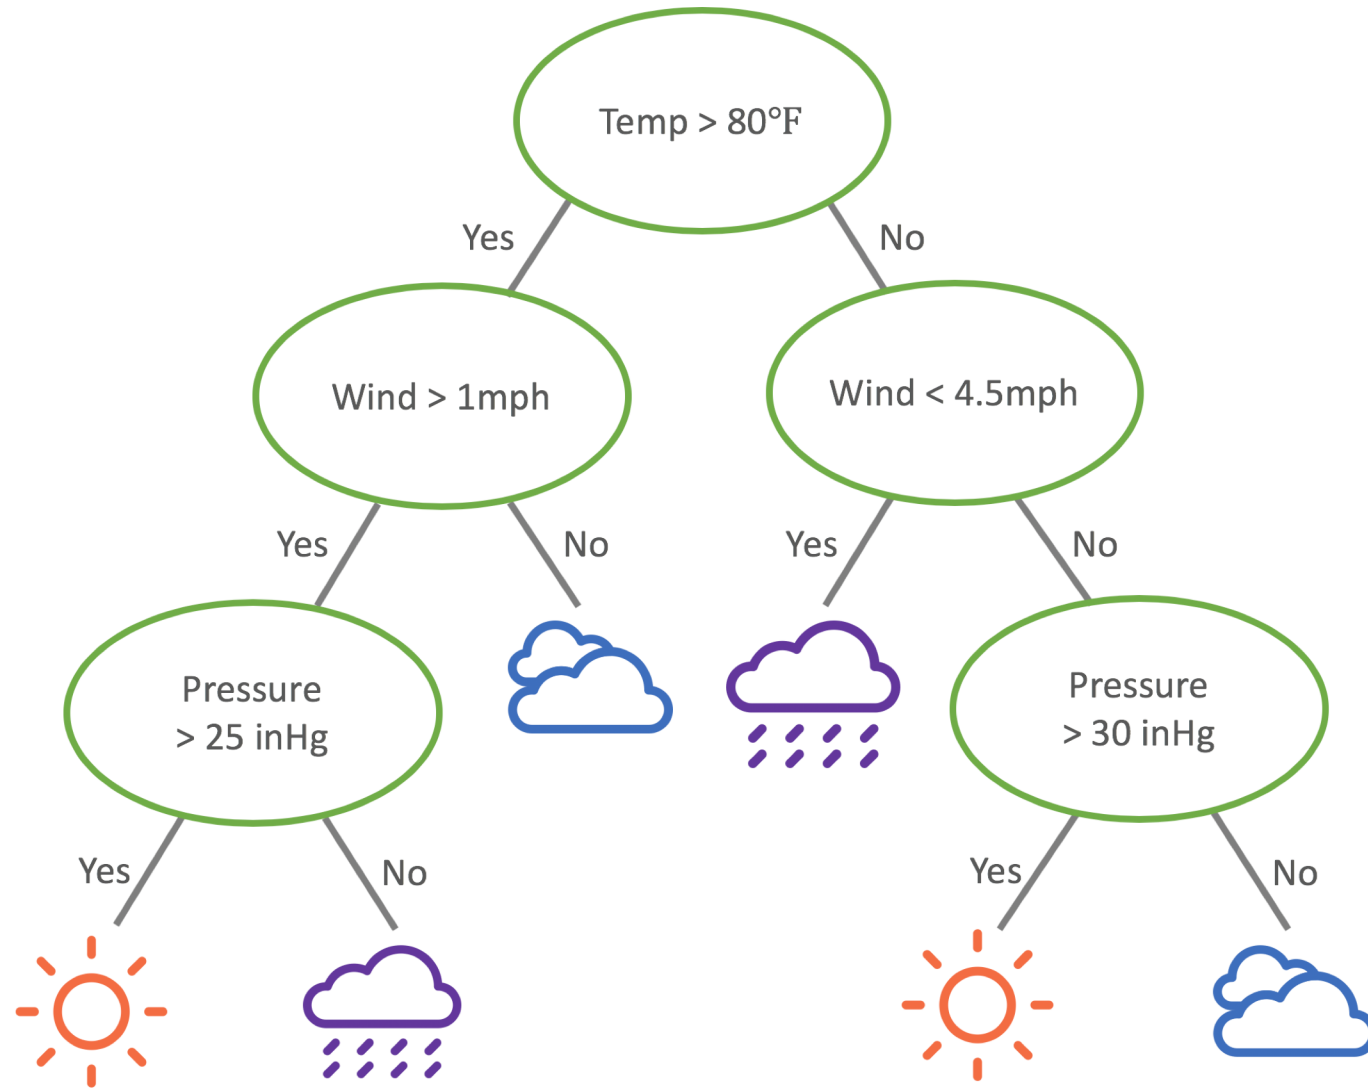 Temp > 80°F
Yes
No
Wind > 1mph
Wind < 4.5mph
Yes
No
Yes
No
Pressure
> 25 inHg
Pressure
> 30 inHg
Yes
No
Yes
No